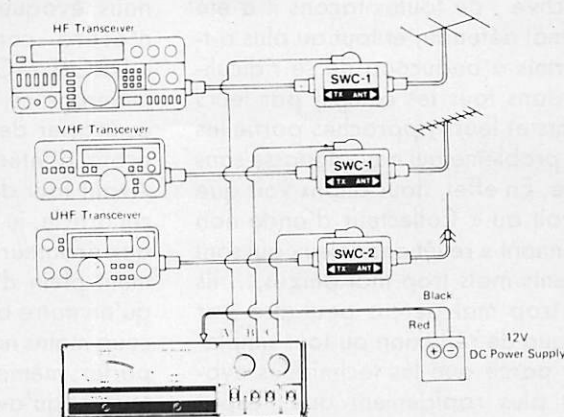 HF Transceiver
SWC-1
TX ANT
VHF Transceiver
SWC-1
TX ANT
UHF Transceiver
SWC-2
TX ANT
Black
Red
12V
DC Power Supply